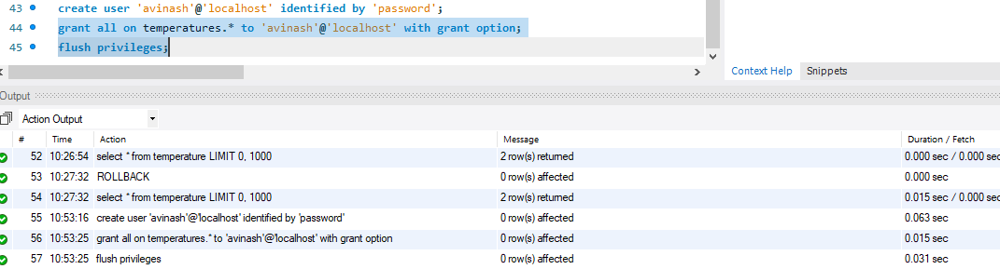 43 create user 'avinash'@'localhost' identified by 'password';
44 grant all on temperatures.* to 'avinash'@'localhost' with grant option;
45 flush privileges;
Context Help Snippets
Output
Action Output
# Time Action Message Duration / Fetch
52 10:26:54 select * from temperature LIMIT 0, 1000 2 row(s) returned 0.000 sec / 0.000 sec
53 10:27:32 ROLLBACK 0 row(s) affected 0.000 sec
54 10:27:32 select * from temperature LIMIT 0, 1000 2 row(s) returned 0.015 sec / 0.000 sec
55 10:53:16 create user 'avinash'@'localhost' identified by 'password' 0 row(s) affected 0.063 sec
56 10:53:25 grant all on temperatures.* to 'avinash'@'localhost' with grant option 0 row(s) affected 0.015 sec
57 10:53:25 flush privileges 0 row(s) affected 0.031 sec